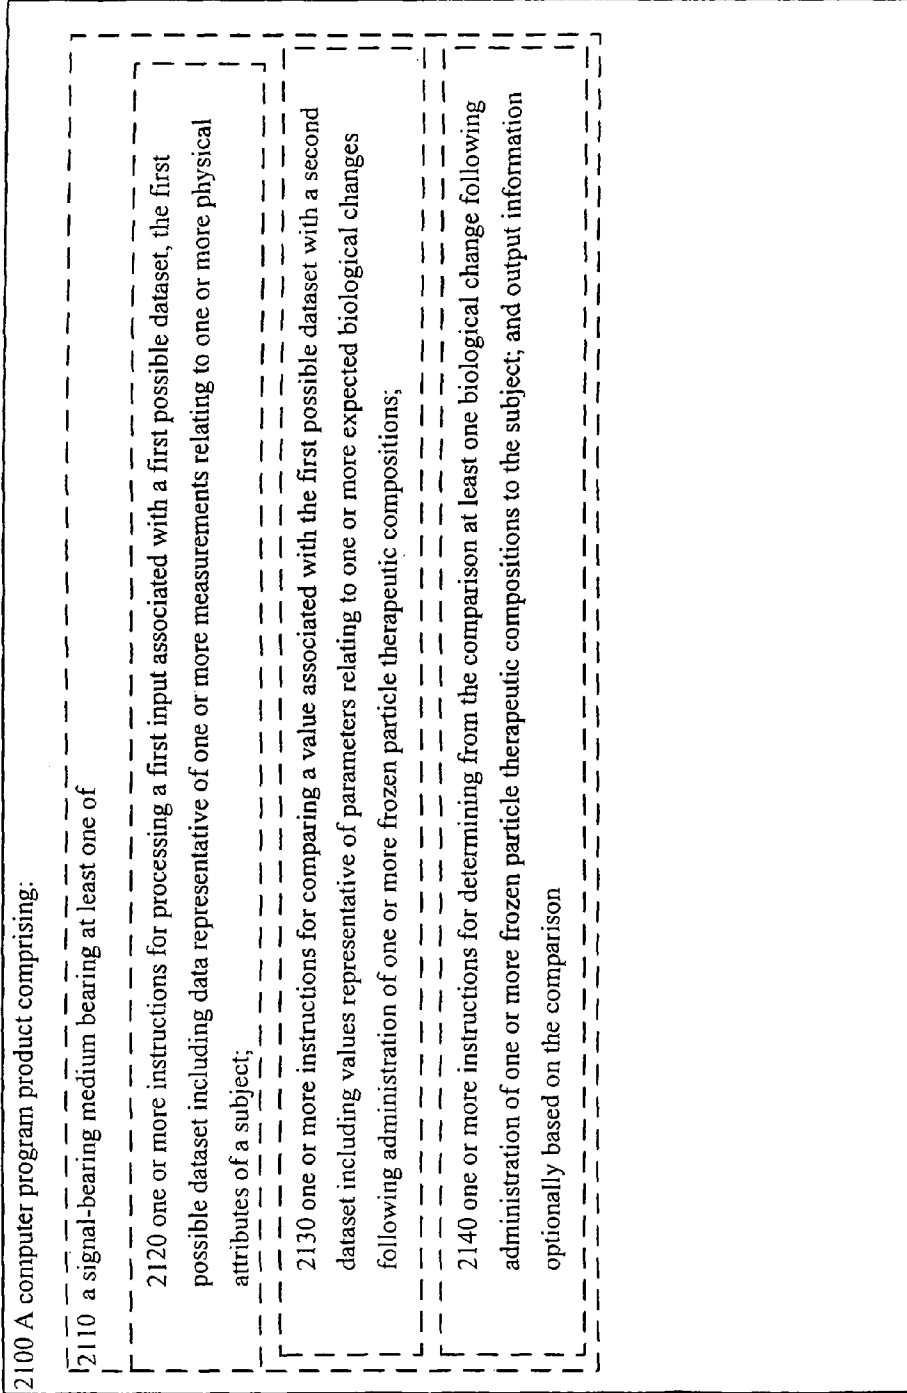 2100 A computer program product comprising:
2110 a signal-bearing medium bearing at least one of
2120 one or more instructions for processing a first input associated with a first possible dataset, the first
possible dataset including data representative of one or more measurements relating to one or more physical
attributes of a subject;
2130 one or more instructions for comparing a value associated with the first possible dataset with a second
dataset including values representative of parameters relating to one or more expected biological changes
following administration of one or more frozen particle therapeutic compositions;
2140 one or more instructions for determining from the comparison at least one biological change following
administration of one or more frozen particle therapeutic compositions to the subject; and output information
optionally based on the comparison